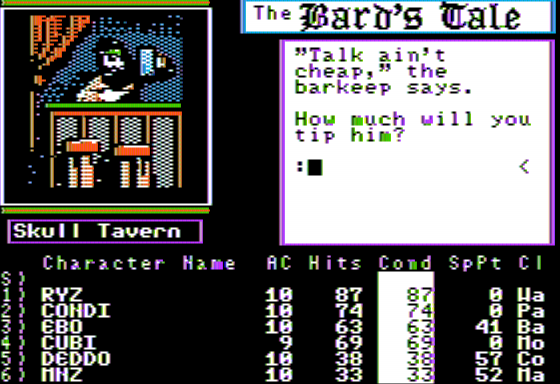 The Bard's Tale
"Talk ain't
cheap," the
barkeep says.
How much will you
tip him?
: <
Skull Tavern
Character Name AC Hits Cond SpPt Cl
S)
1) RYZ 10 87 87 0 Wa
2) CONDI 10 74 74 0 Pa
3) EBO 10 63 63 41 Ba
4) CUBI 9 69 69 0 Mo
5) DEDDO 10 38 38 57 Co
6) MNZ 10 33 33 52 Ma